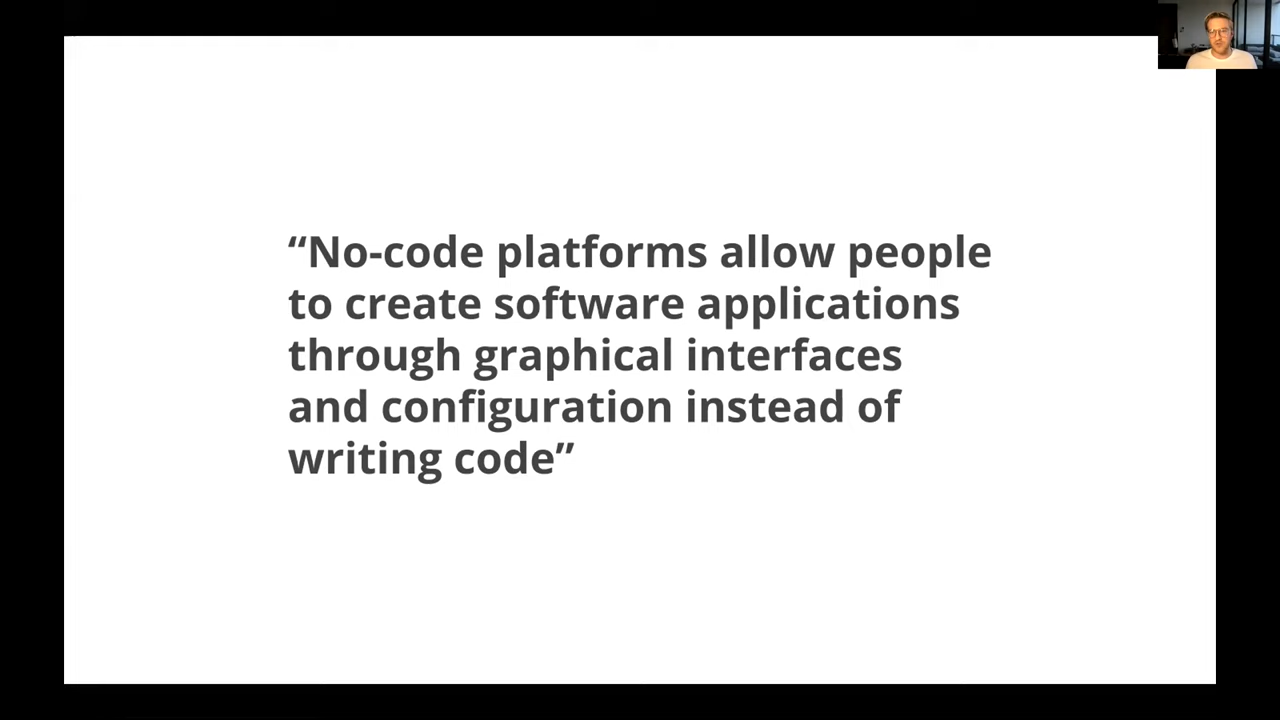 “No-code platforms allow people
to create software applications
through graphical interfaces
and configuration instead of
writing code”